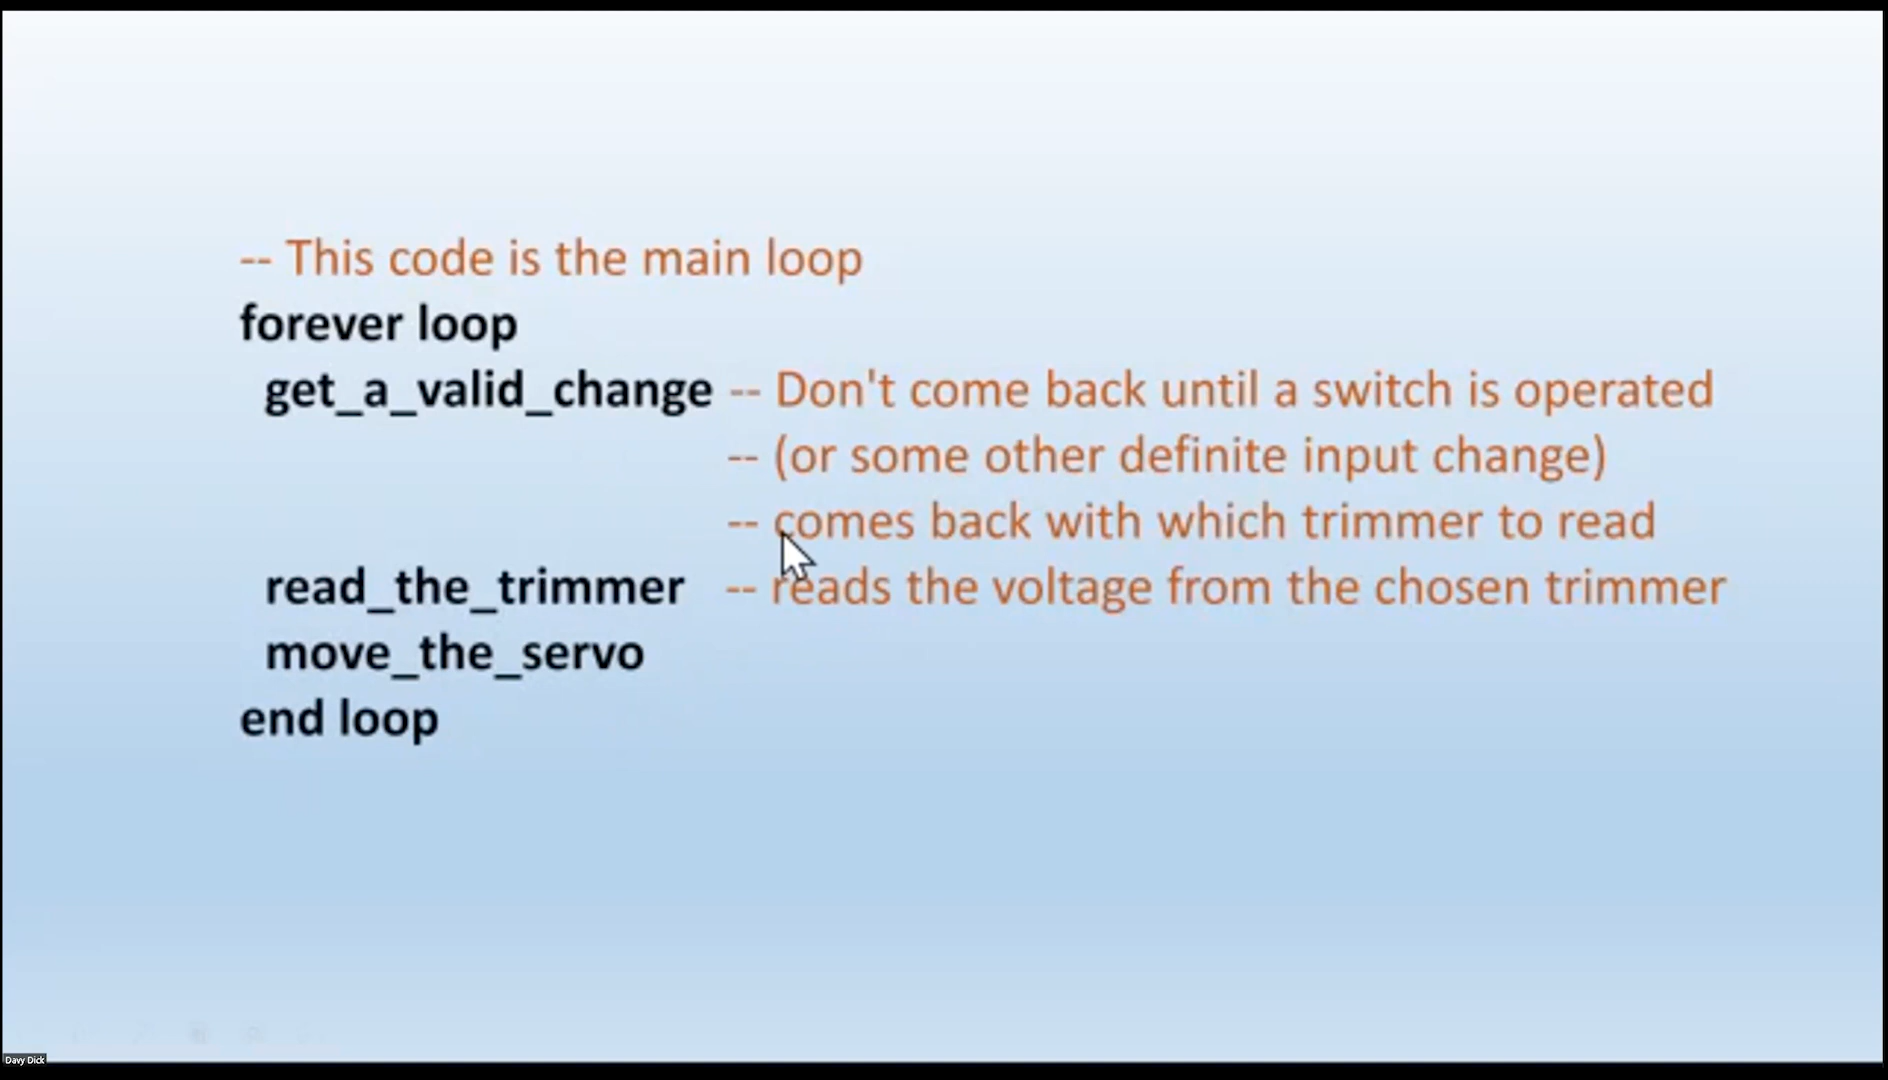 -- This code is the main loop
forever loop
get_a_valid_change -- Don't come back until a switch is operated
-- (or some other definite input change)
-- comes back with which trimmer to read
read_the_trimmer -- reads the voltage from the chosen trimmer
move_the_servo
end loop
Davy Dick